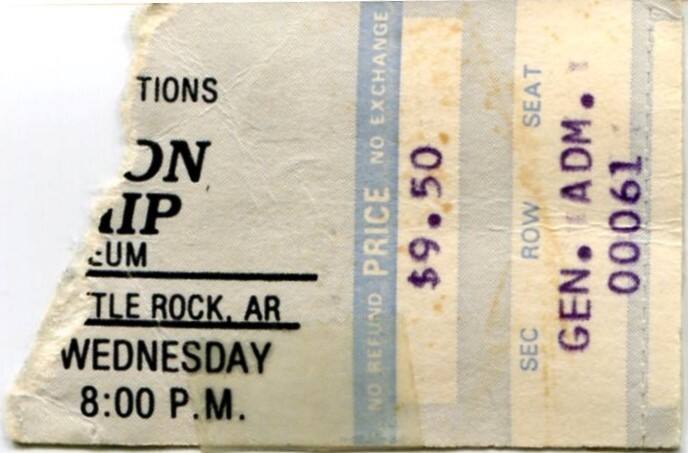 TIONS
ON
IP
EUM
TLE ROCK, AR
WEDNESDAY
8:00 P.M.
NO REFUND PRICE NO EXCHANGE
$9.50
SEC ROW SEAT
GEN. ADM.
00061